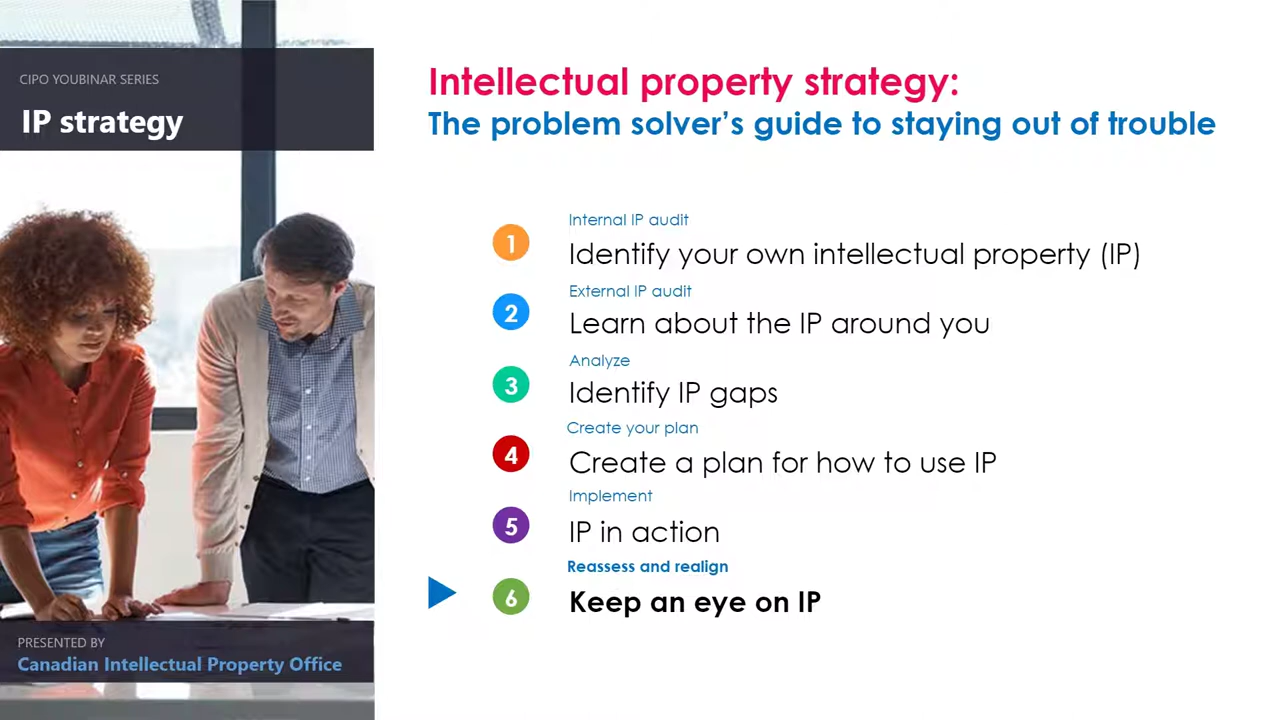 CIPO YOUBINAR SERIES
IP strategy
PRESENTED BY
Canadian Intellectual Property Office
Intellectual property strategy:
The problem solver's guide to staying out of trouble
Internal IP audit
1
Identify your own intellectual property (IP)
External IP audit
2
Learn about the IP around you
Analyze
3
Identify IP gaps
Create your plan
4
Create a plan for how to use IP
Implement
5
IP in action
Reassess and realign
6
Keep an eye on IP